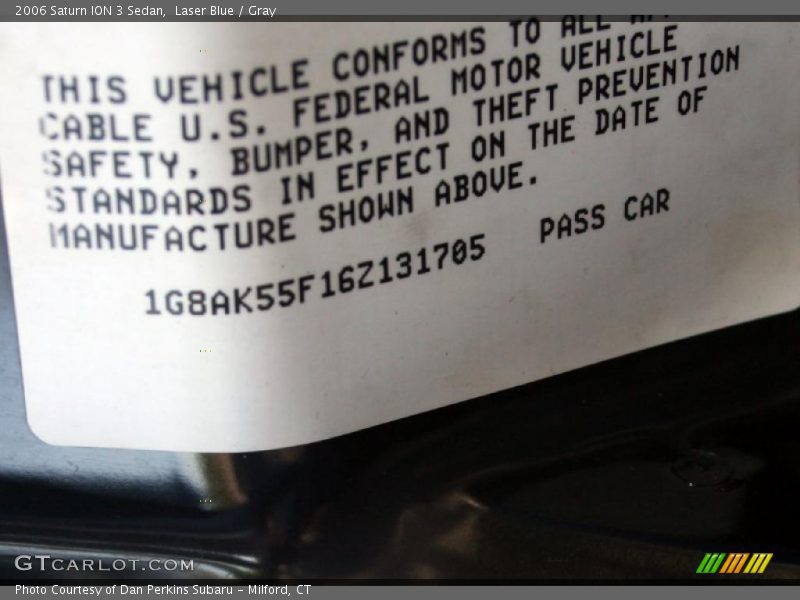 2006 Saturn ION 3 Sedan,  Laser Blue / Gray
THIS VEHICLE CONFORMS TO ALL
CABLE U.S. FEDERAL MOTOR VEHICLE
SAFETY, BUMPER, AND THEFT PREVENTION
STANDARDS IN EFFECT ON THE DATE OF
MANUFACTURE SHOWN ABOVE.
1G8AK55F16Z131705 PASS CAR
GTCARLOT.COM
Photo Courtesy of Dan Perkins Subaru - Milford, CT